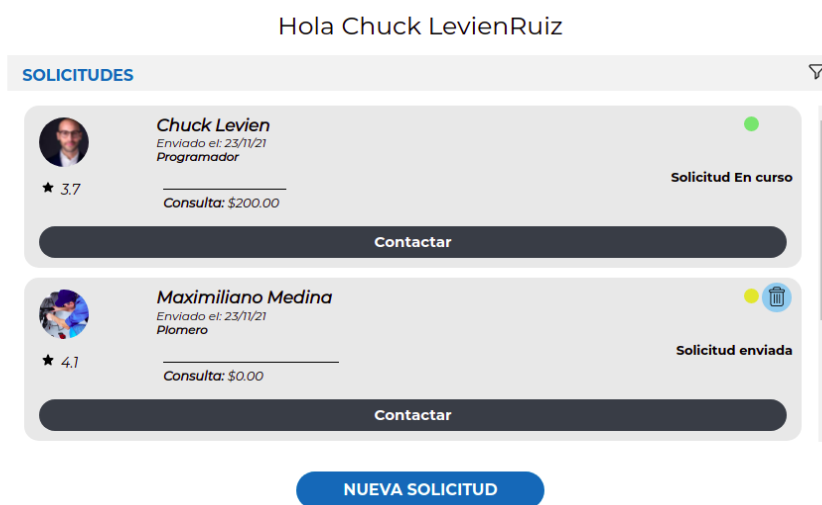 Hola Chuck LevienRuiz
SOLICITUDES
Chuck Levien
Enviado el: 23/11/21
Programador
3.7
Solicitud En curso
Consulta: $200.00
Contactar
Maximiliano Medina
Enviado el: 23/11/21
Plomero
4.1
Solicitud enviada
Consulta: $0.00
Contactar
NUEVA SOLICITUD